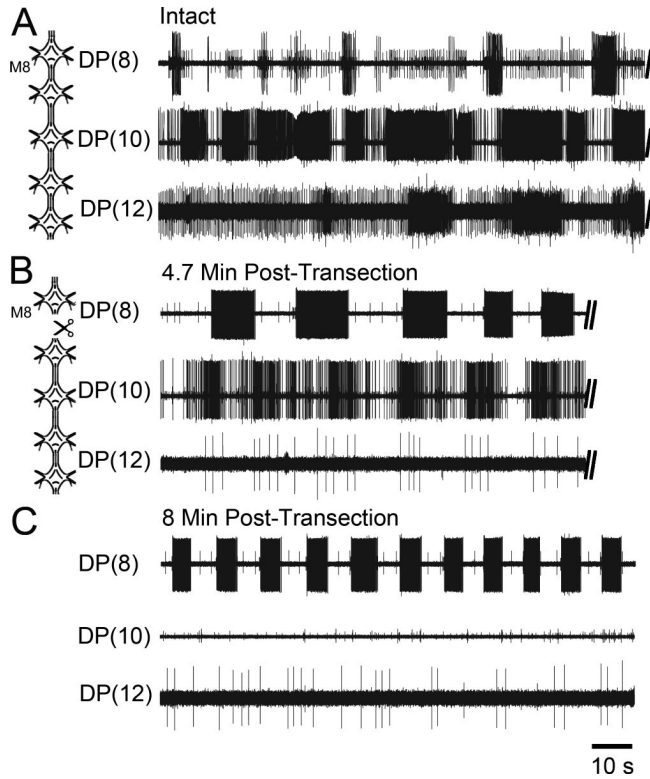 A
Intact
M8
DP(8)
DP(10)
DP(12)
B
4.7 Min Post-Transection
M8
DP(8)
DP(10)
DP(12)
C
8 Min Post-Transection
DP(8)
DP(10)
DP(12)
10 s